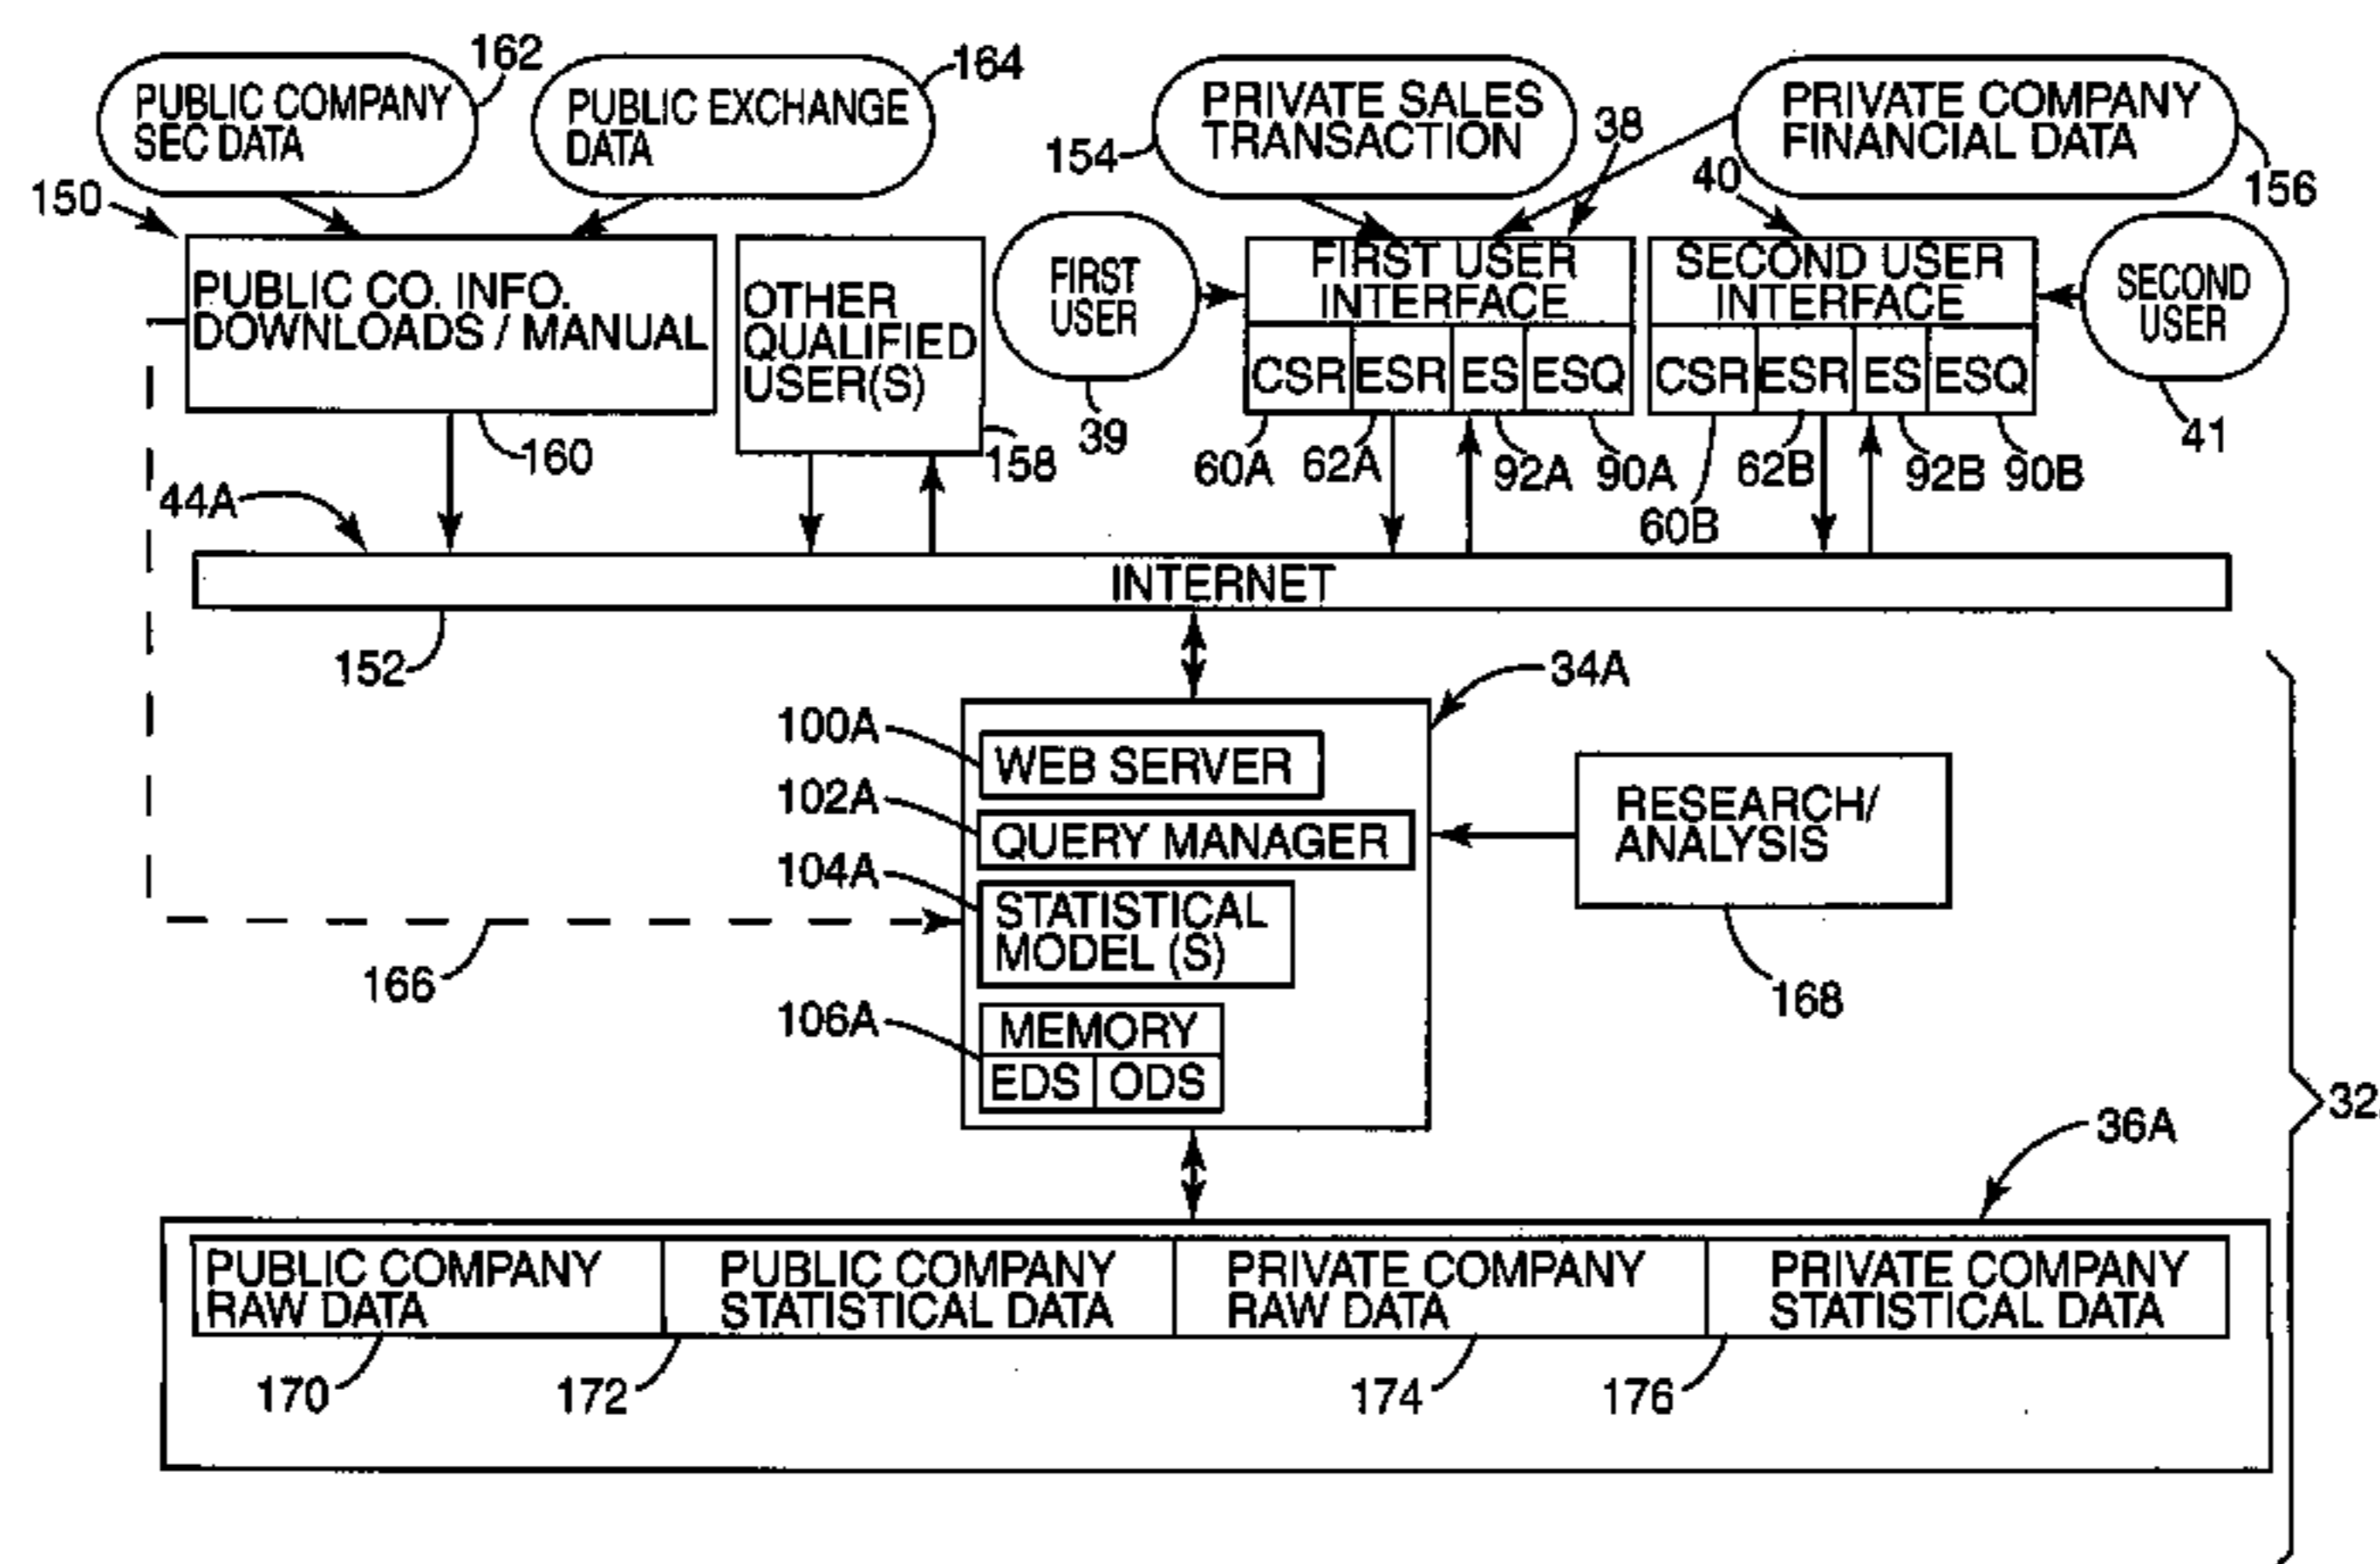 162
164
PUBLIC COMPANY
SEC DATA
PUBLIC EXCHANGE
DATA
PRIVATE SALES
TRANSACTION
PRIVATE COMPANY
FINANCIAL DATA
154
38
40
156
150
PUBLIC CO. INFO.
DOWNLOADS / MANUAL
OTHER
QUALIFIED
USER(S)
FIRST
USER
FIRST USER
INTERFACE
CSR ESR ES ESQ
SECOND USER
INTERFACE
CSR ESR ES ESQ
SECOND
USER
160
158
39
60A 62A 92A 90A
60B
62B 92B 90B
41
44A
INTERNET
152
34A
100A
WEB SERVER
102A
QUERY MANAGER
104A
STATISTICAL
MODEL (S)
RESEARCH/
ANALYSIS
166
168
106A
MEMORY
EDS ODS
32
36A
PUBLIC COMPANY
RAW DATA
PUBLIC COMPANY
STATISTICAL DATA
PRIVATE COMPANY
RAW DATA
PRIVATE COMPANY
STATISTICAL DATA
170
172
174
176